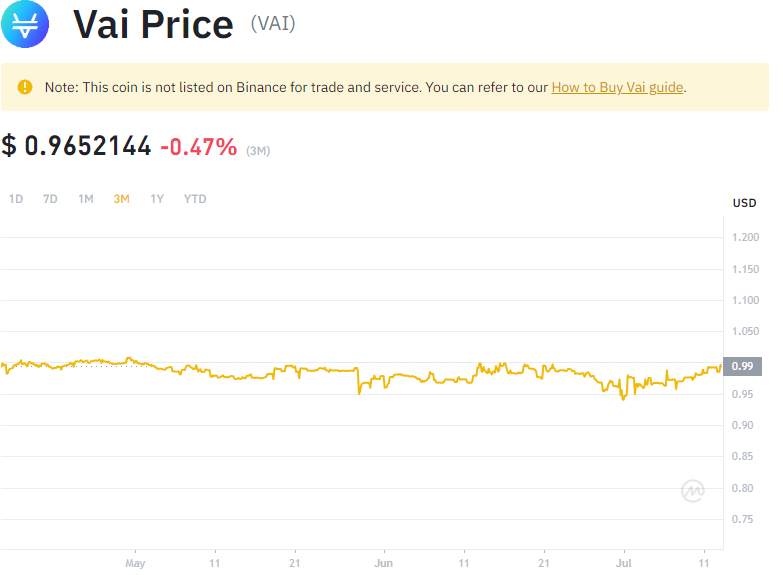 Vai Price (VAI)
Note: This coin is not listed on Binance for trade and service. You can refer to our How to Buy Vai guide.
$ 0.9652144 -0.47% (3M)
1D 7D 1M 3M 1Y YTD
USD
1.200
1.150
1.100
1.050
0.99
0.95
0.90
0.85
0.80
0.75
May 11 21 Jun 11 21 Jul 11